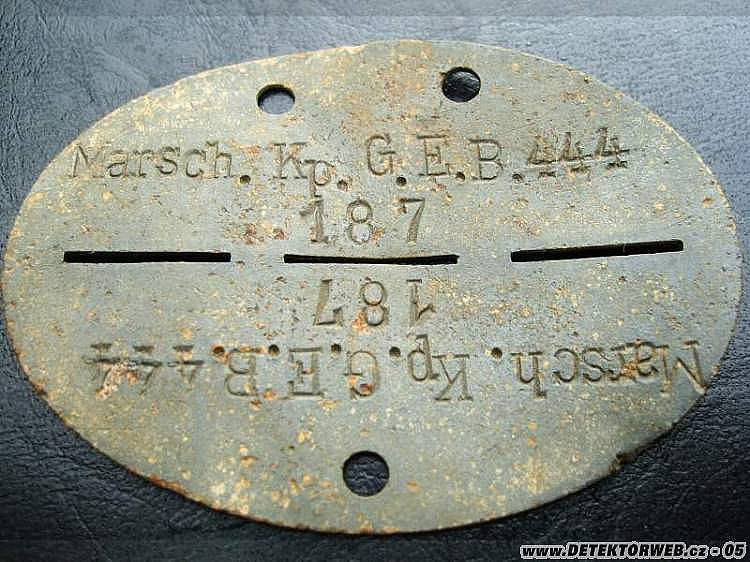 Marsch. Kp. G.E.B.444
187
187
Marsch. Kp.G.E.B.444
www.DETEKTORWEB.cz - 05